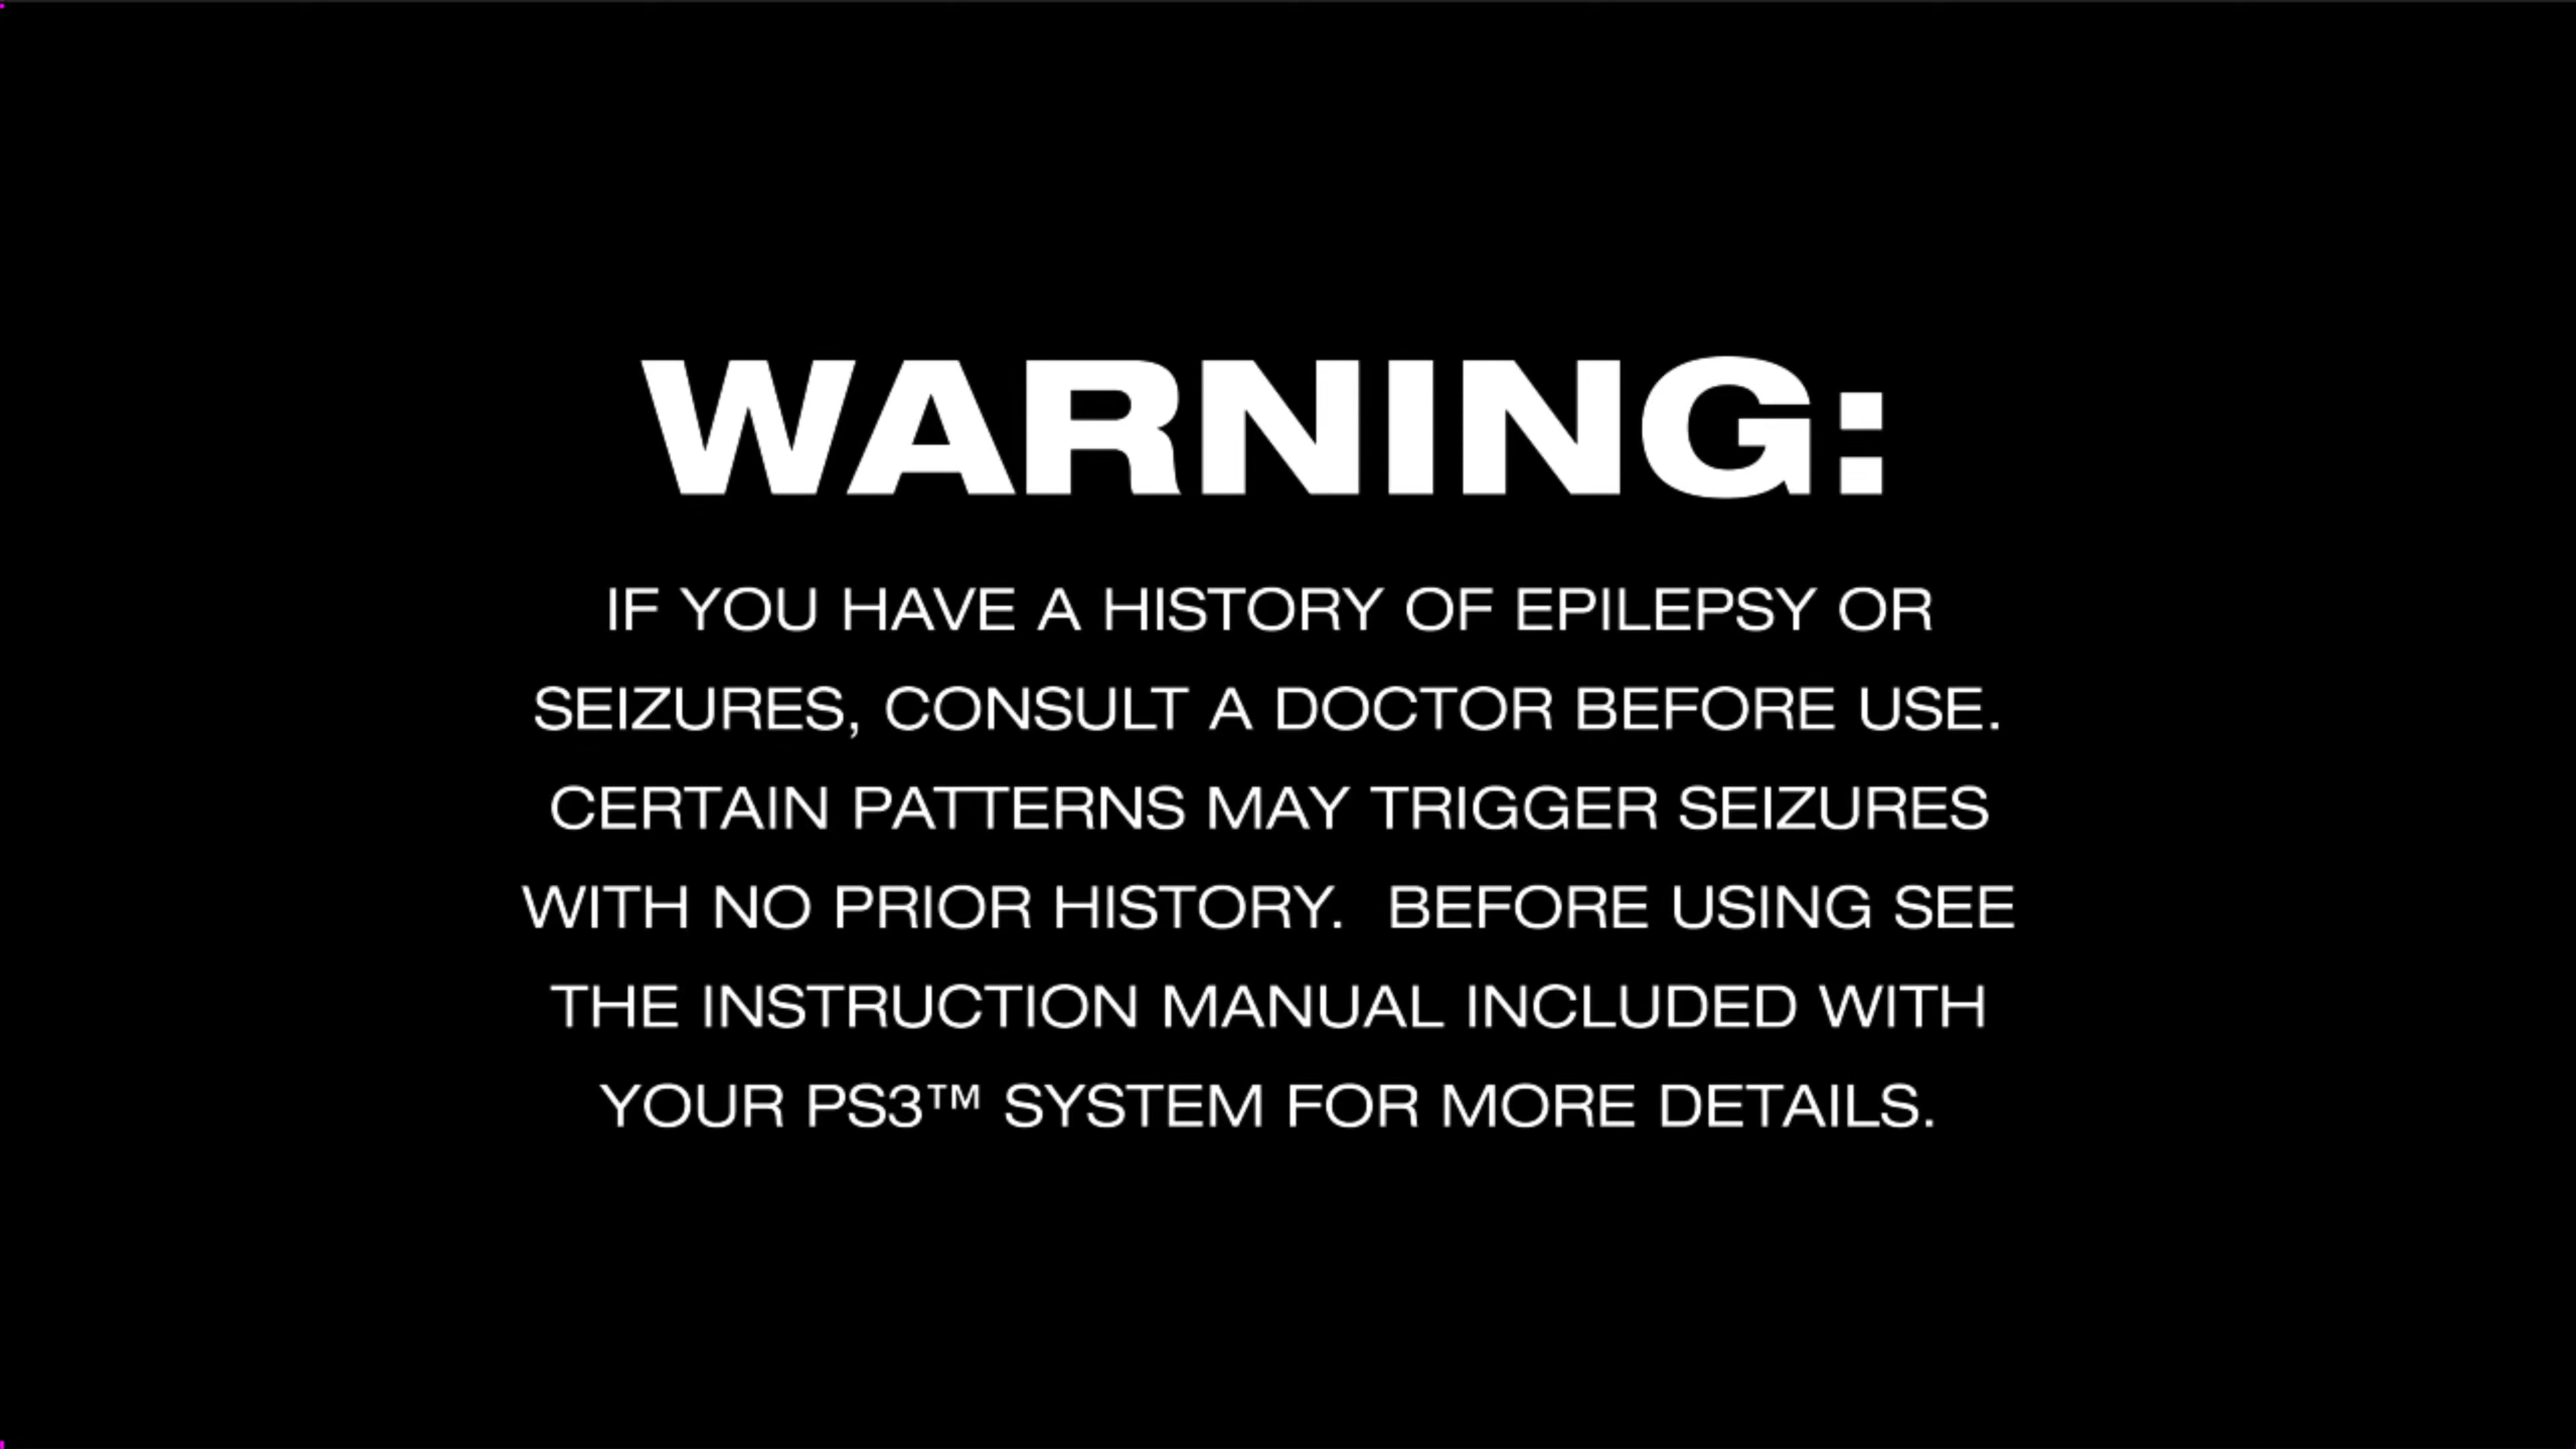 WARNING:
IF YOU HAVE A HISTORY OF EPILEPSY OR
SEIZURES, CONSULT A DOCTOR BEFORE USE.
CERTAIN PATTERNS MAY TRIGGER SEIZURES
WITH NO PRIOR HISTORY.  BEFORE USING SEE
THE INSTRUCTION MANUAL INCLUDED WITH
YOUR PS3™ SYSTEM FOR MORE DETAILS.